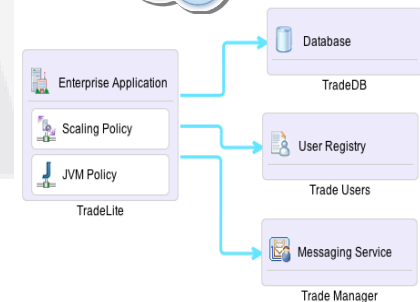 Enterprise Application
Scaling Policy
JVM Policy
TradeLite
Database
TradeDB
User Registry
Trade Users
Messaging Service
Trade Manager